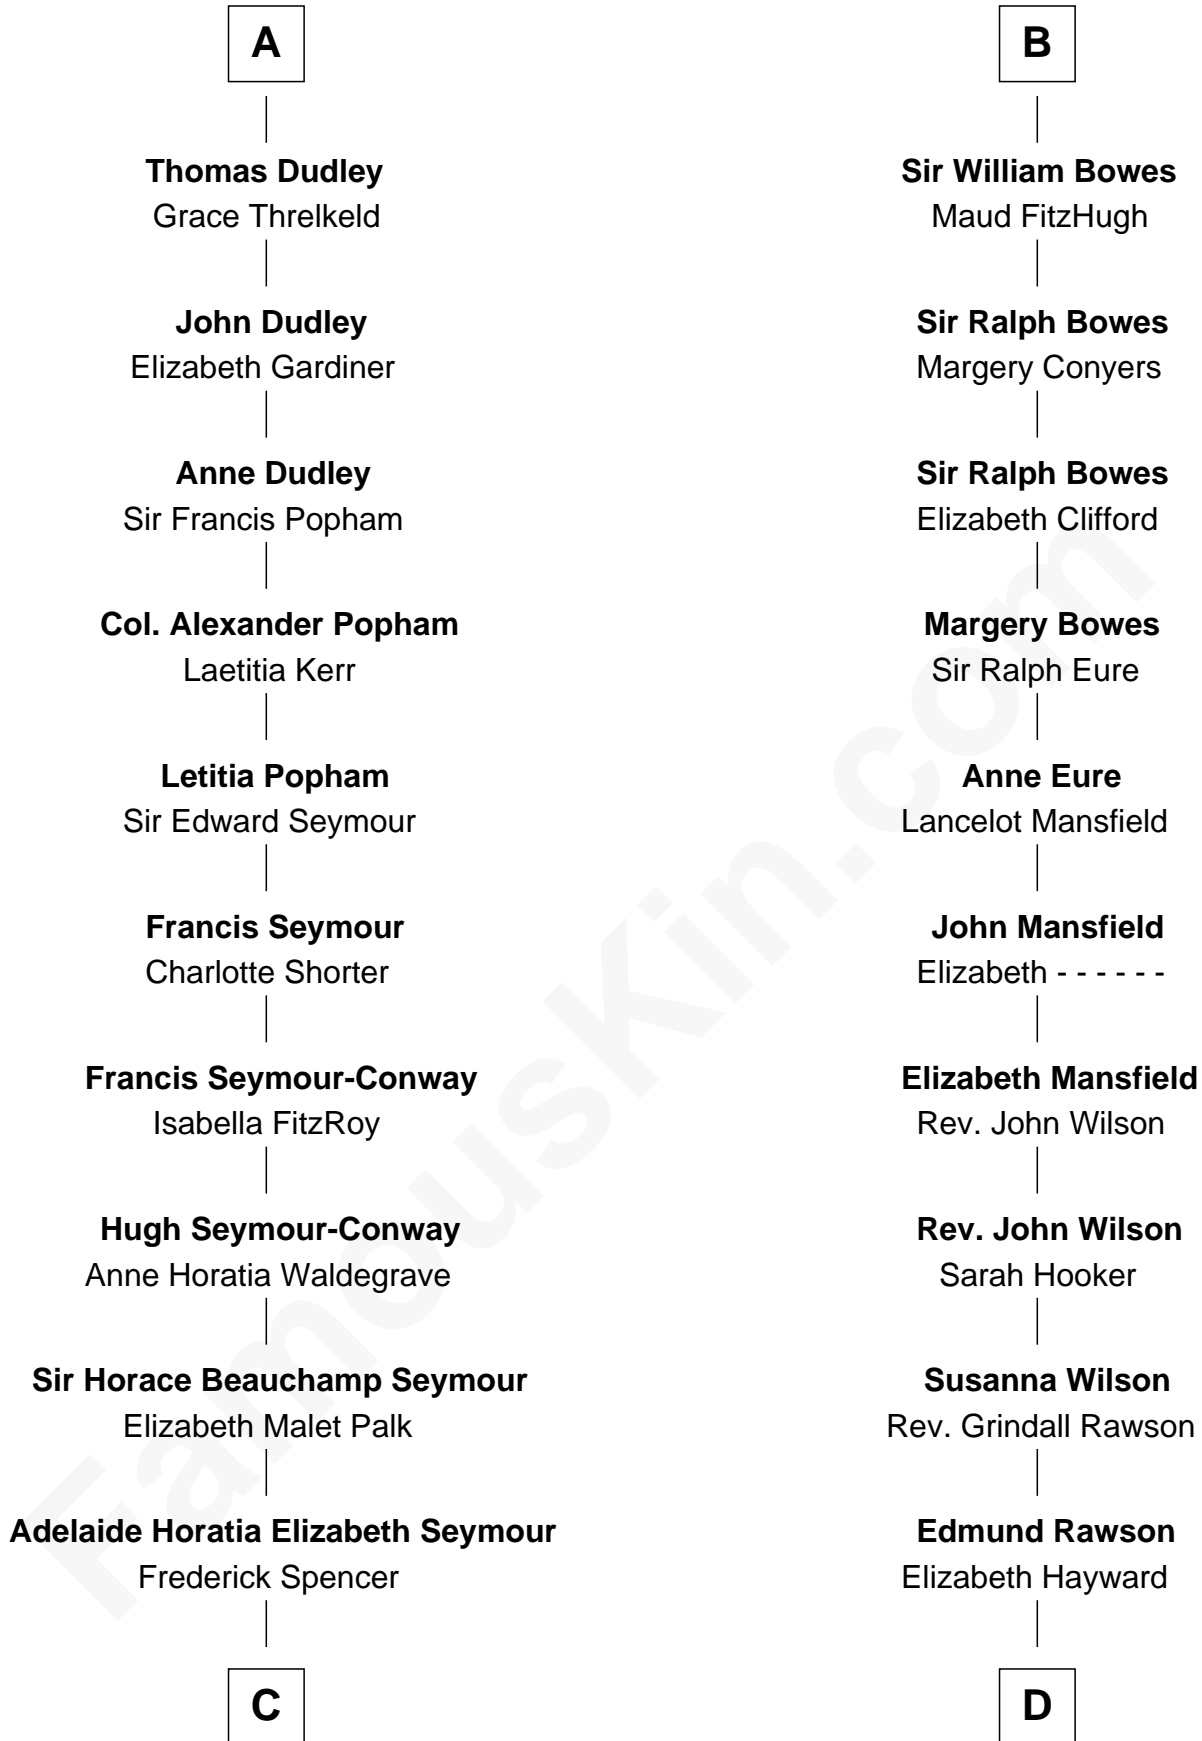 A
Thomas Dudley
Grace Threlkeld
John Dudley
Elizabeth Gardiner
Anne Dudley
Sir Francis Popham
Col. Alexander Popham
Laetitia Kerr
Letitia Popham
Sir Edward Seymour
Francis Seymour
Charlotte Shorter
Francis Seymour-Conway
Isabella FitzRoy
Hugh Seymour-Conway
Anne Horatia Waldegrave
Sir Horace Beauchamp Seymour
Elizabeth Malet Palk
Adelaide Horatia Elizabeth Seymour
Frederick Spencer
C
B
Sir William Bowes
Maud FitzHugh
Sir Ralph Bowes
Margery Conyers
Sir Ralph Bowes
Elizabeth Clifford
Margery Bowes
Sir Ralph Eure
Anne Eure
Lancelot Mansfield
John Mansfield
Elizabeth - - - - - -
Elizabeth Mansfield
Rev. John Wilson
Rev. John Wilson
Sarah Hooker
Susanna Wilson
Rev. Grindall Rawson
Edmund Rawson
Elizabeth Hayward
D
FamousKin.com